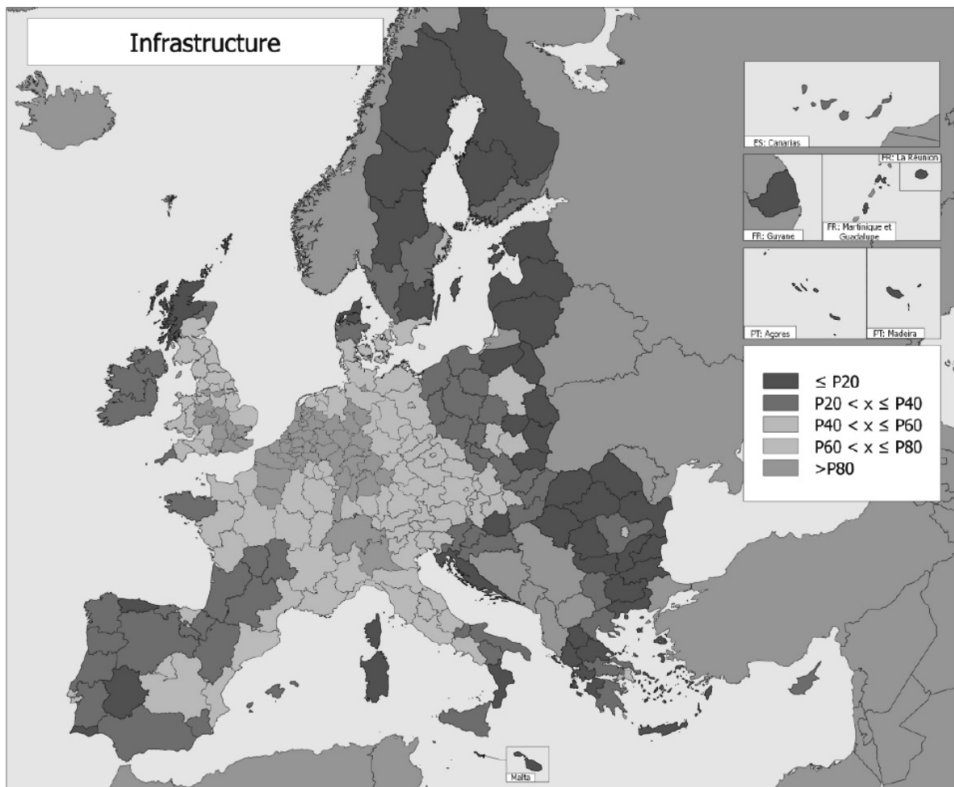 Infrastructure
ES: Canarias
FR: La Réunion
FR: Guyane
FR: Martinique et
Guadalupe
PT: Açores
PT: Madeira
≤ P20
P20 < x ≤ P40
P40 < x ≤ P60
P60 < x ≤ P80
>P80
Malta